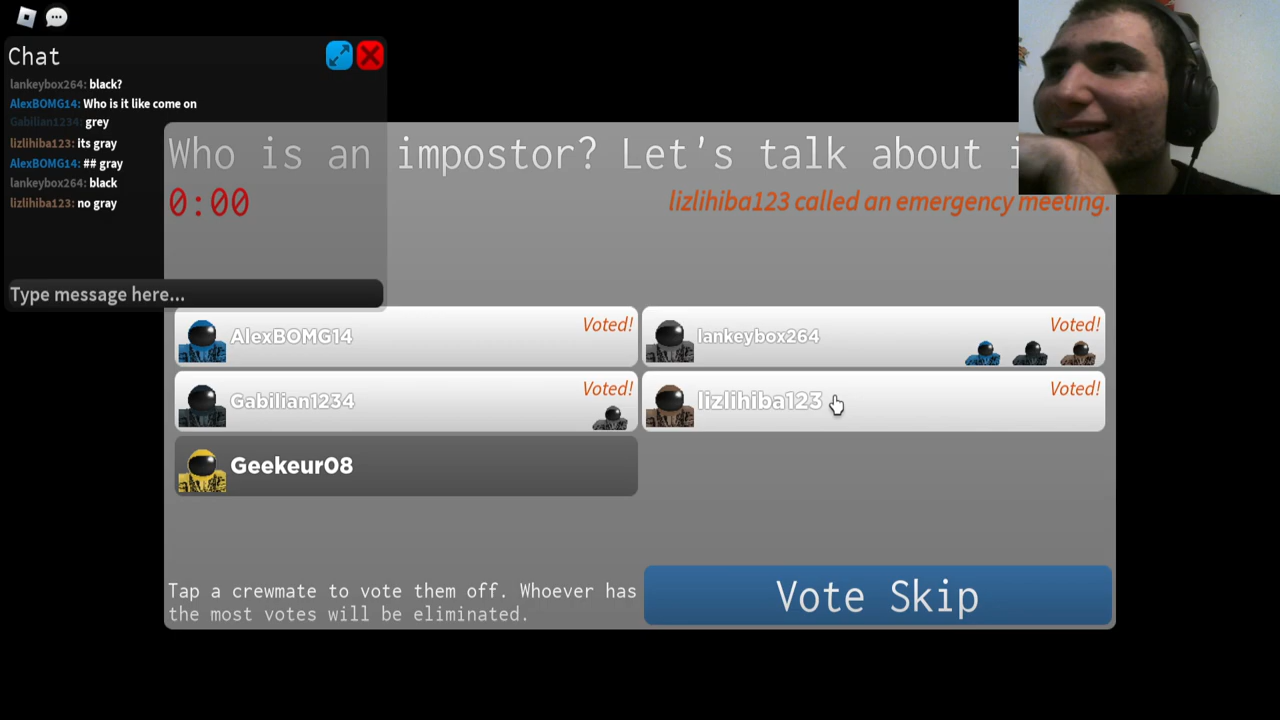 Chat
lankeybox264: black?
AlexBOMG14: Who is it like come on
Gabilian1234: grey
lizlihiba123: its gray
AlexBOMG14: ## gray
lankeybox264: black
lizlihiba123: no gray
Type message here...
Who is an impostor? Let's talk about i
0:00
lizlihiba123 called an emergency meeting.
AlexBOMG14 Voted!
lankeybox264 Voted!
Gabilian1234 Voted!
lizlihiba123 Voted!
Geekeur08
Tap a crewmate to vote them off. Whoever has
the most votes will be eliminated.
Vote Skip